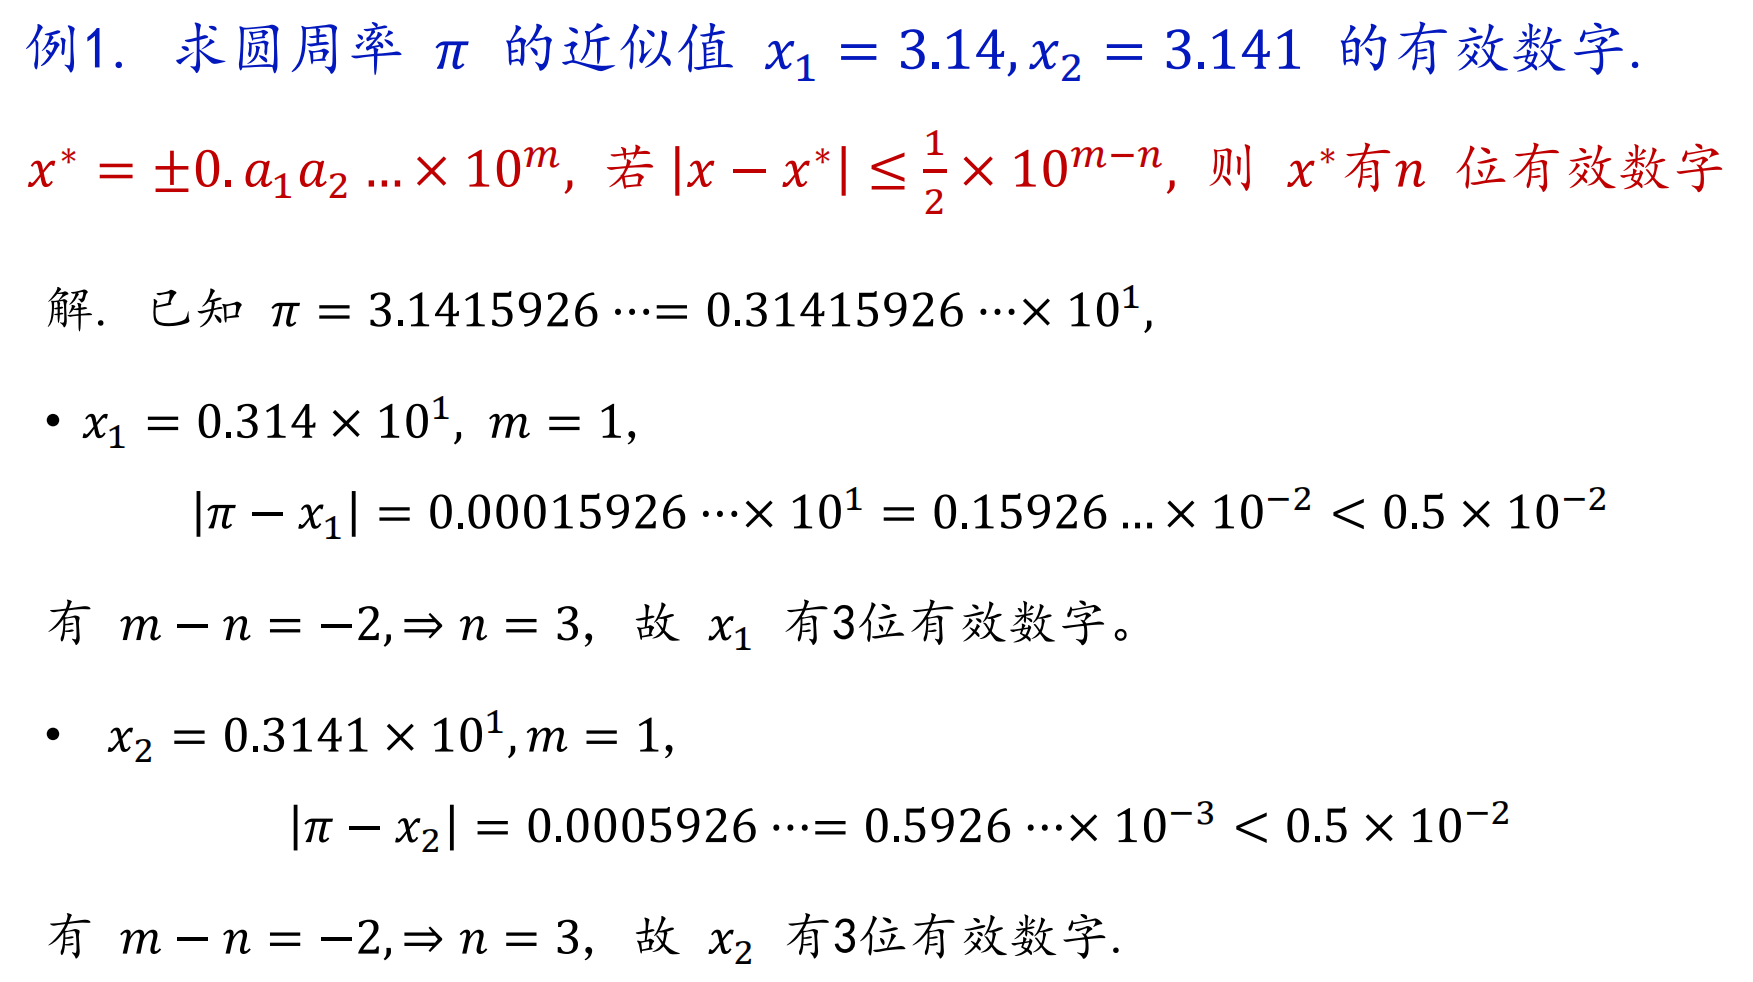 例1. 求圆周率 π 的近似值 x₁ = 3.14, x₂ = 3.141 的有效数字.
x* = ±0. a₁a₂ … × 10ᵐ, 若 |x − x*| ≤ 1/2 × 10ᵐ⁻ⁿ, 则 x*有n 位有效数字
解. 已知 π = 3.1415926 ⋯= 0.31415926 ⋯× 10¹,
• x₁ = 0.314 × 10¹, m = 1,
|π − x₁| = 0.00015926 ⋯× 10¹ = 0.15926 … × 10⁻² < 0.5 × 10⁻²
有 m − n = −2,⇒ n = 3, 故 x₁ 有3位有效数字。
• x₂ = 0.3141 × 10¹, m = 1,
|π − x₂| = 0.0005926 ⋯= 0.5926 ⋯× 10⁻³ < 0.5 × 10⁻²
有 m − n = −2,⇒ n = 3, 故 x₂ 有3位有效数字.